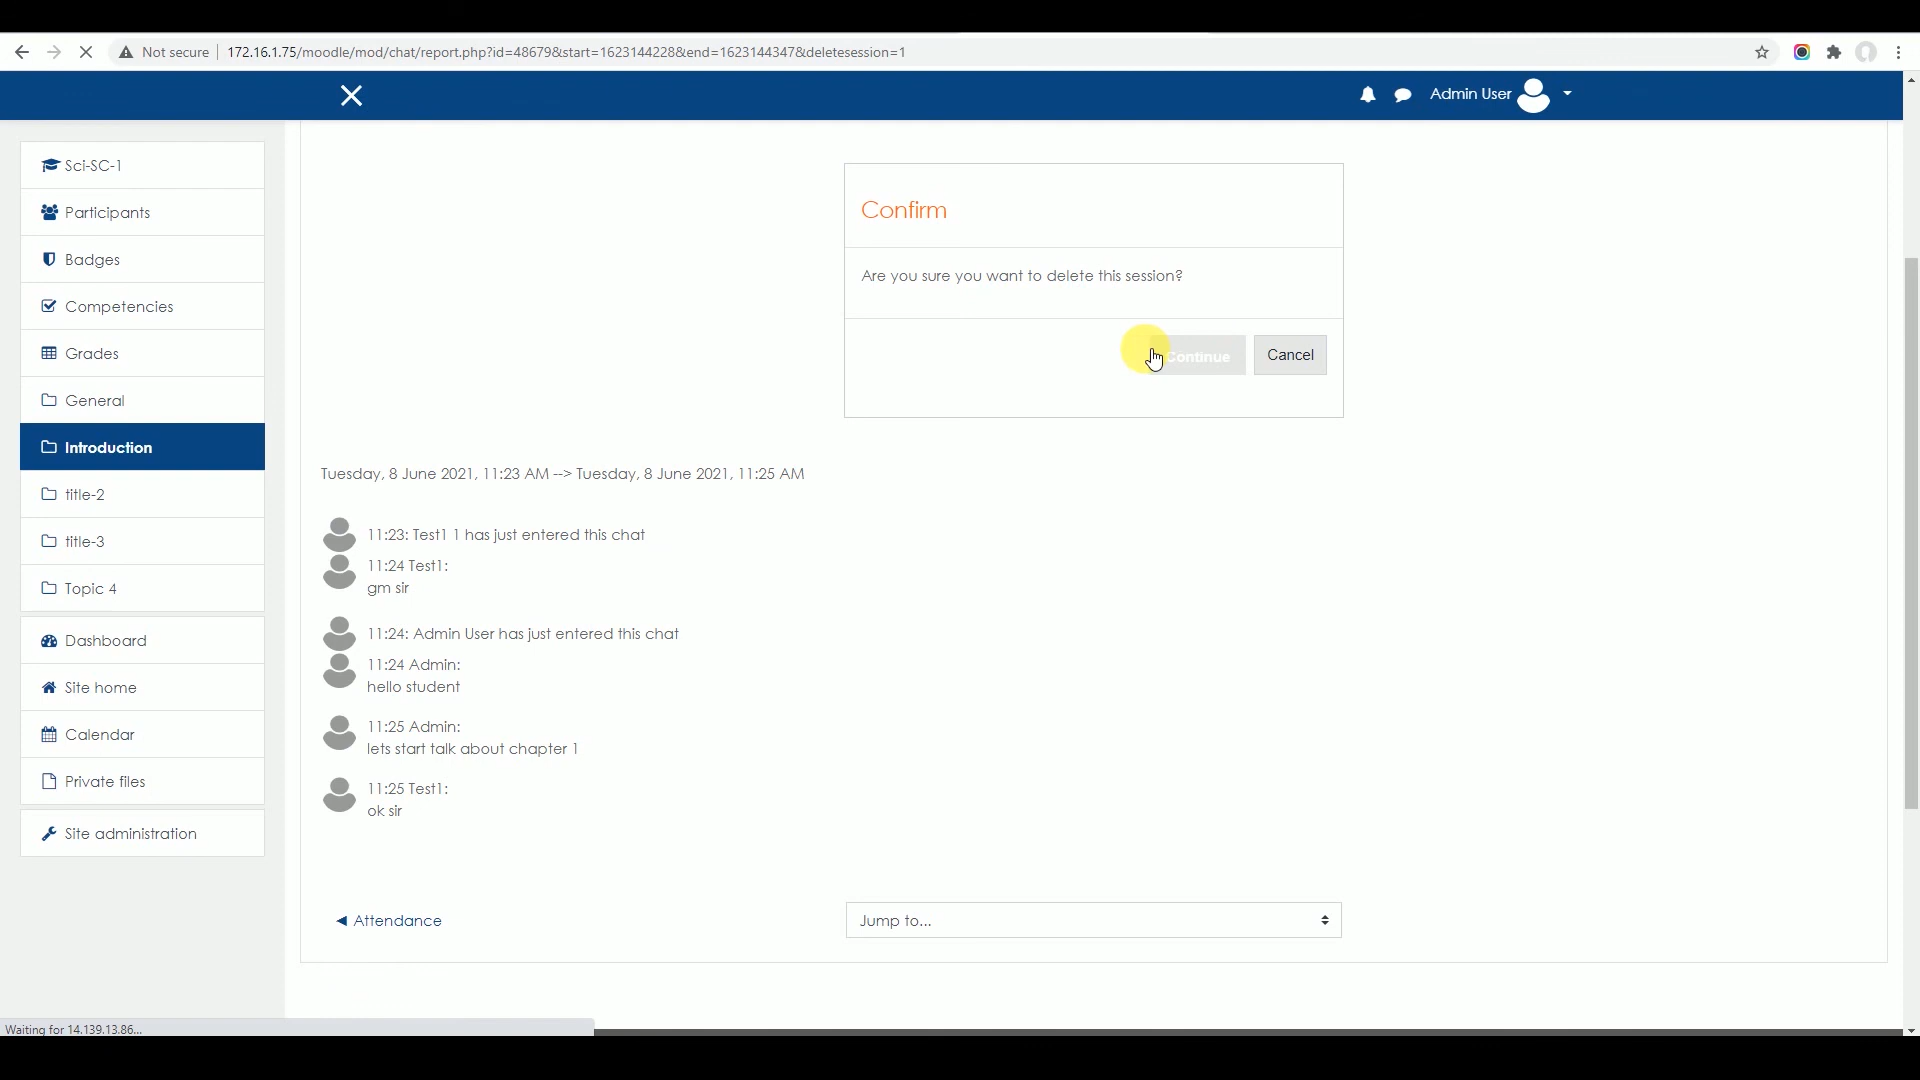 Not secure
172.16.1.75/moodle/mod/chat/report.php?id=48679&start=1623144228&end=1623144347&deletesession=1
Admin User
Sci-SC-1
Participants
Badges
Competencies
Grades
General
Introduction
title-2
title-3
Topic 4
Dashboard
Site home
Calendar
Private files
Site administration
Confirm
Are you sure you want to delete this session?
Continue
Cancel
Tuesday, 8 June 2021, 11:23 AM --> Tuesday, 8 June 2021, 11:25 AM
11:23: Test1 1 has just entered this chat
11:24 Test1:
gm sir
11:24: Admin User has just entered this chat
11:24 Admin:
hello student
11:25 Admin:
lets start talk about chapter 1
11:25 Test1:
ok sir
◄ Attendance
Jump to...
Waiting for 14.139.13.86...